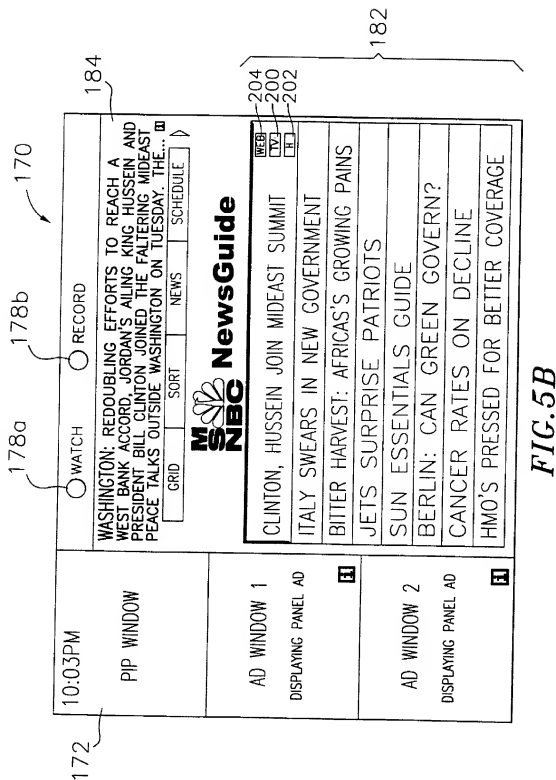 170
178a
178b
WATCH
RECORD
184
172
10:03PM
PIP WINDOW
WASHINGTON: REDOUBLING EFFORTS TO REACH A
WEST BANK ACCORD, JORDAN'S AILING KING HUSSEIN AND
PRESIDENT BILL CLINTON JOINED THE FALTERING MIDEAST
PEACE TALKS OUTSIDE WASHINGTON ON TUESDAY. THE... i
GRID
SORT
NEWS
SCHEDULE
MSNBC NewsGuide
AD WINDOW 1
DISPLAYING PANEL AD
i
AD WINDOW 2
DISPLAYING PANEL AD
i
CLINTON, HUSSEIN JOIN MIDEAST SUMMIT
WEB
TV
H
204
200
202
182
ITALY SWEARS IN NEW GOVERNMENT
BITTER HARVEST: AFRICAS'S GROWING PAINS
JETS SURPRISE PATRIOTS
SUN ESSENTIALS GUIDE
BERLIN: CAN GREEN GOVERN?
CANCER RATES ON DECLINE
HMO'S PRESSED FOR BETTER COVERAGE
FIG.5B